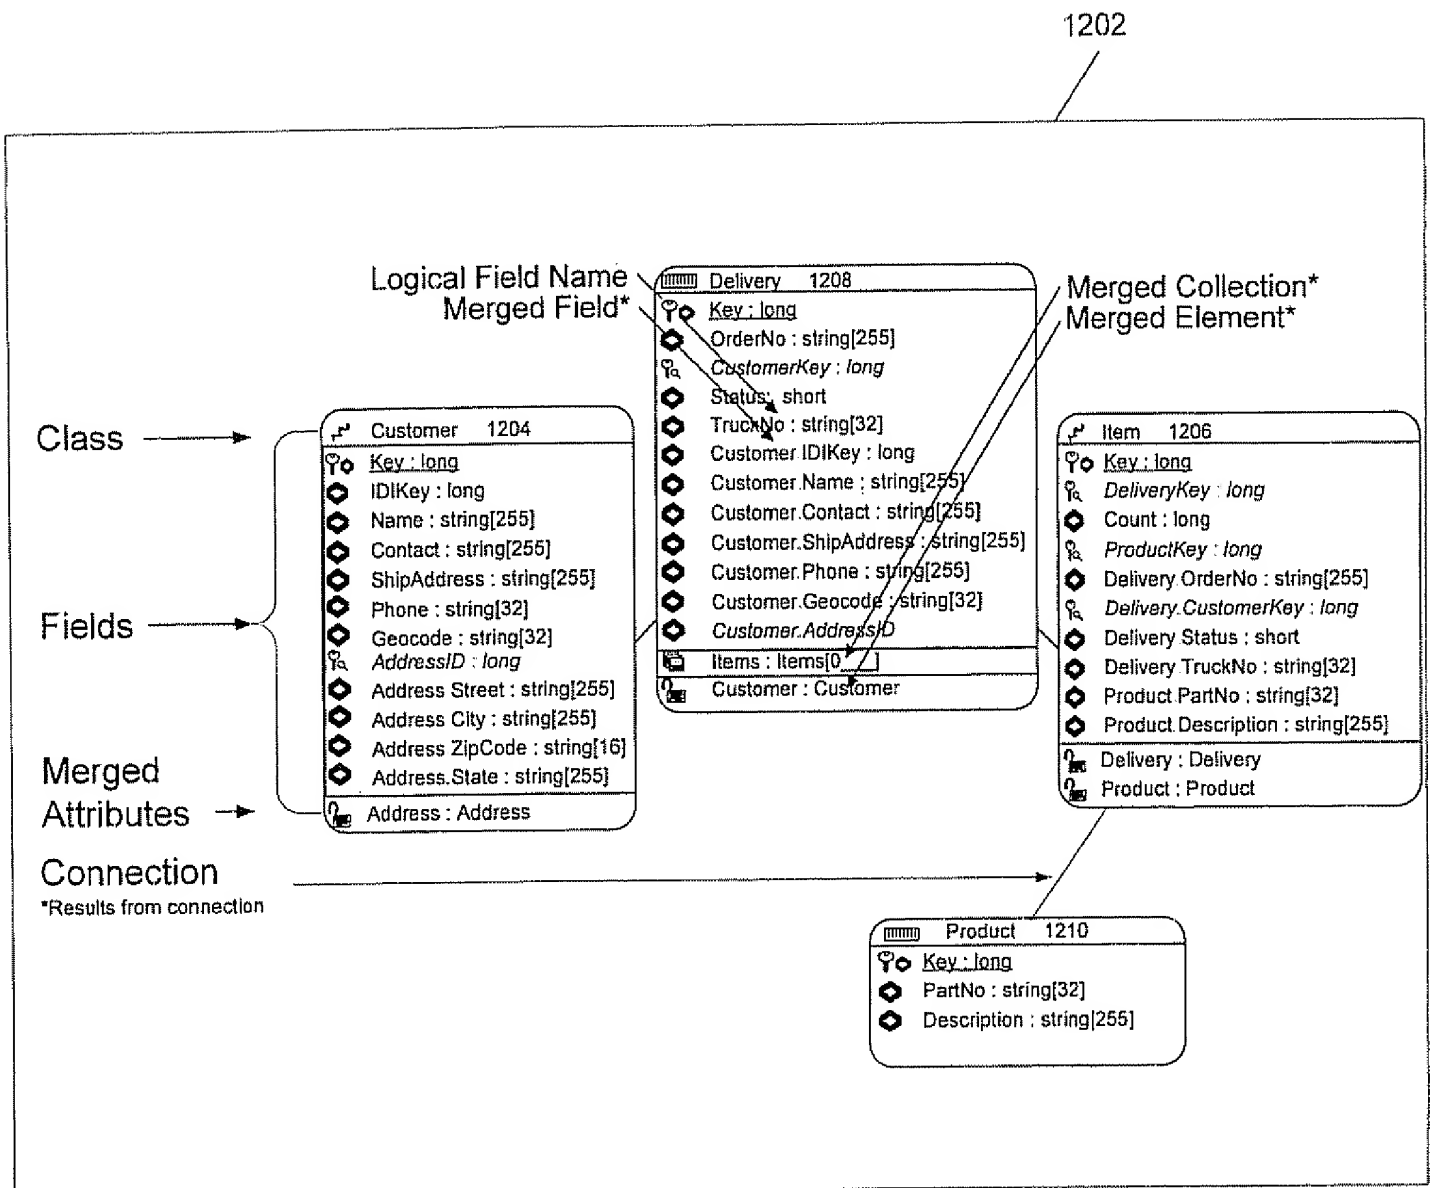 1202
Logical Field Name
Merged Field*
Merged Collection*
Merged Element*
Class
Fields
Merged
Attributes
Connection
*Results from connection
Customer 1204
Key : long
IDIKey : long
Name : string[255]
Contact : string[255]
ShipAddress : string[255]
Phone : string[32]
Geocode : string[32]
AddressID : long
Address Street : string[255]
Address City : string[255]
Address ZipCode : string[16]
Address.State : string[255]
Address : Address
Delivery 1208
Key : long
OrderNo : string[255]
CustomerKey : long
Status: short
TruckNo : string[32]
Customer.IDIKey : long
Customer.Name : string[255]
Customer.Contact : string[255]
Customer.ShipAddress : string[255]
Customer.Phone : string[255]
Customer.Geocode : string[32]
Customer.AddressID
Items : Items[0____]
Customer : Customer
Item 1206
Key : long
DeliveryKey : long
Count : long
ProductKey : long
Delivery.OrderNo : string[255]
Delivery.CustomerKey : long
Delivery Status : short
Delivery TruckNo : string[32]
Product PartNo : string[32]
Product.Description : string[255]
Delivery : Delivery
Product : Product
Product 1210
Key : long
PartNo : string[32]
Description : string[255]